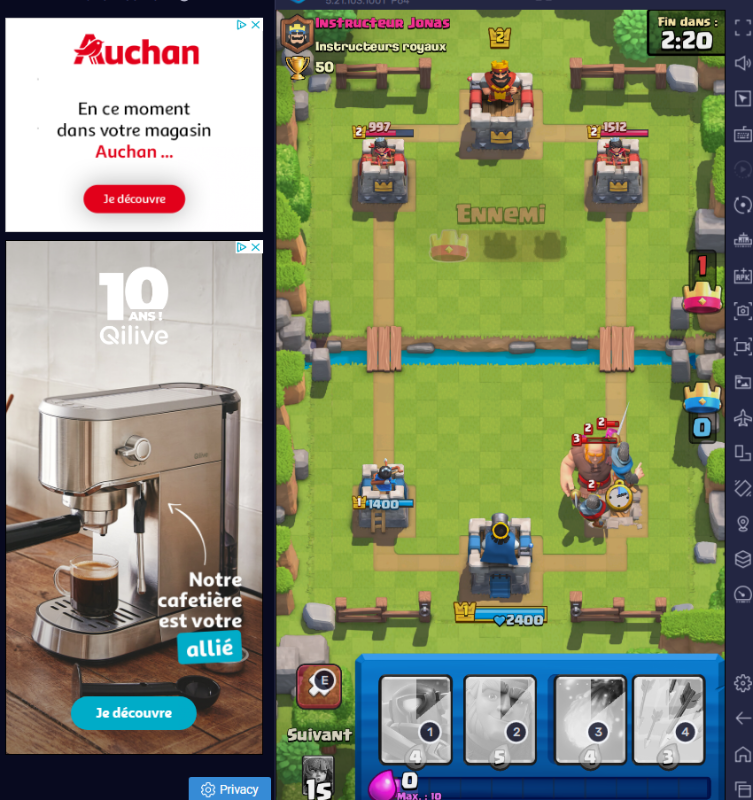 Auchan
En ce moment
dans votre magasin
Auchan ...
Je découvre
10
ANS !
Qilive
Notre
cafetière
est votre
allié
Je découvre
Privacy
Instructeur Jonas
Instructeurs royaux
50
2
Fin dans :
2:20
2 997
2 1512
Ennemi
1
0
2
2
3
2
1 1400
1
2400
E
Suivant
15
1
4
2
5
3
4
4
3
0
Max. : 10